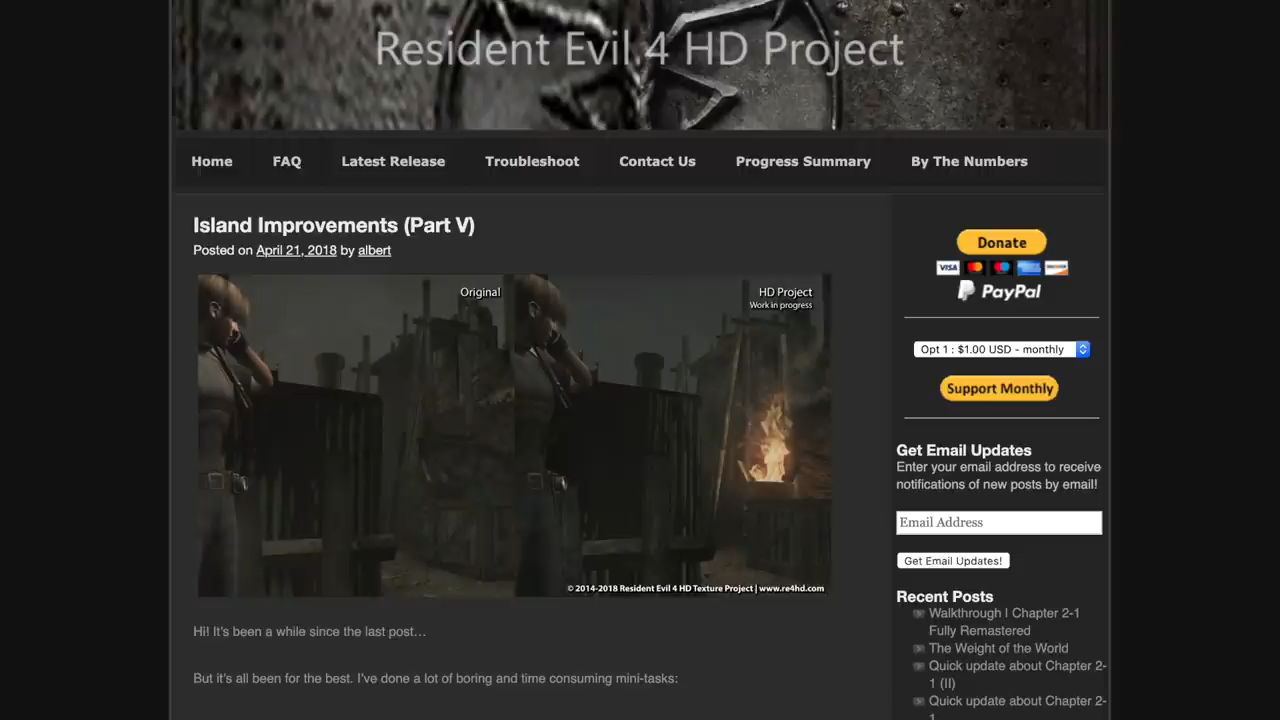 Resident Evil 4 HD Project
Home FAQ Latest Release Troubleshoot Contact Us Progress Summary By The Numbers
Island Improvements (Part V)
Posted on April 21, 2018 by albert
Original
HD Project
Work in progress
© 2014-2018 Resident Evil 4 HD Texture Project | www.re4hd.com
Hi! It's been a while since the last post…
But it's all been for the best. I've done a lot of boring and time consuming mini-tasks:
Donate
VISA
PayPal
Opt 1 : $1.00 USD - monthly
Support Monthly
Get Email Updates
Enter your email address to receive
notifications of new posts by email!
Email Address
Get Email Updates!
Recent Posts
Walkthrough | Chapter 2-1
Fully Remastered
The Weight of the World
Quick update about Chapter 2-
1 (II)
Quick update about Chapter 2-
1